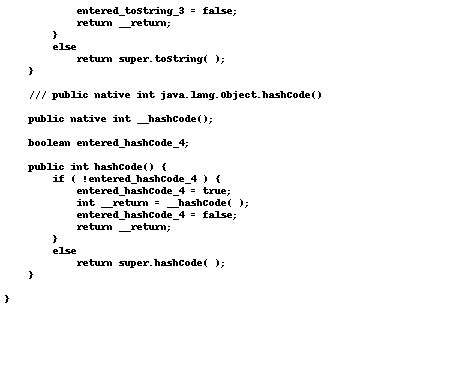 entered_toString_3 = false;
return __return;
}
else
return super.toString( );
}
/// public native int java.lang.Object.hashCode()
public native int __hashCode();
boolean entered_hashCode_4;
public int hashCode() {
if ( !entered_hashCode_4 ) {
entered_hashCode_4 = true;
int __return = __hashCode( );
entered_hashCode_4 = false;
return __return;
}
else
return super.hashCode( );
}
}